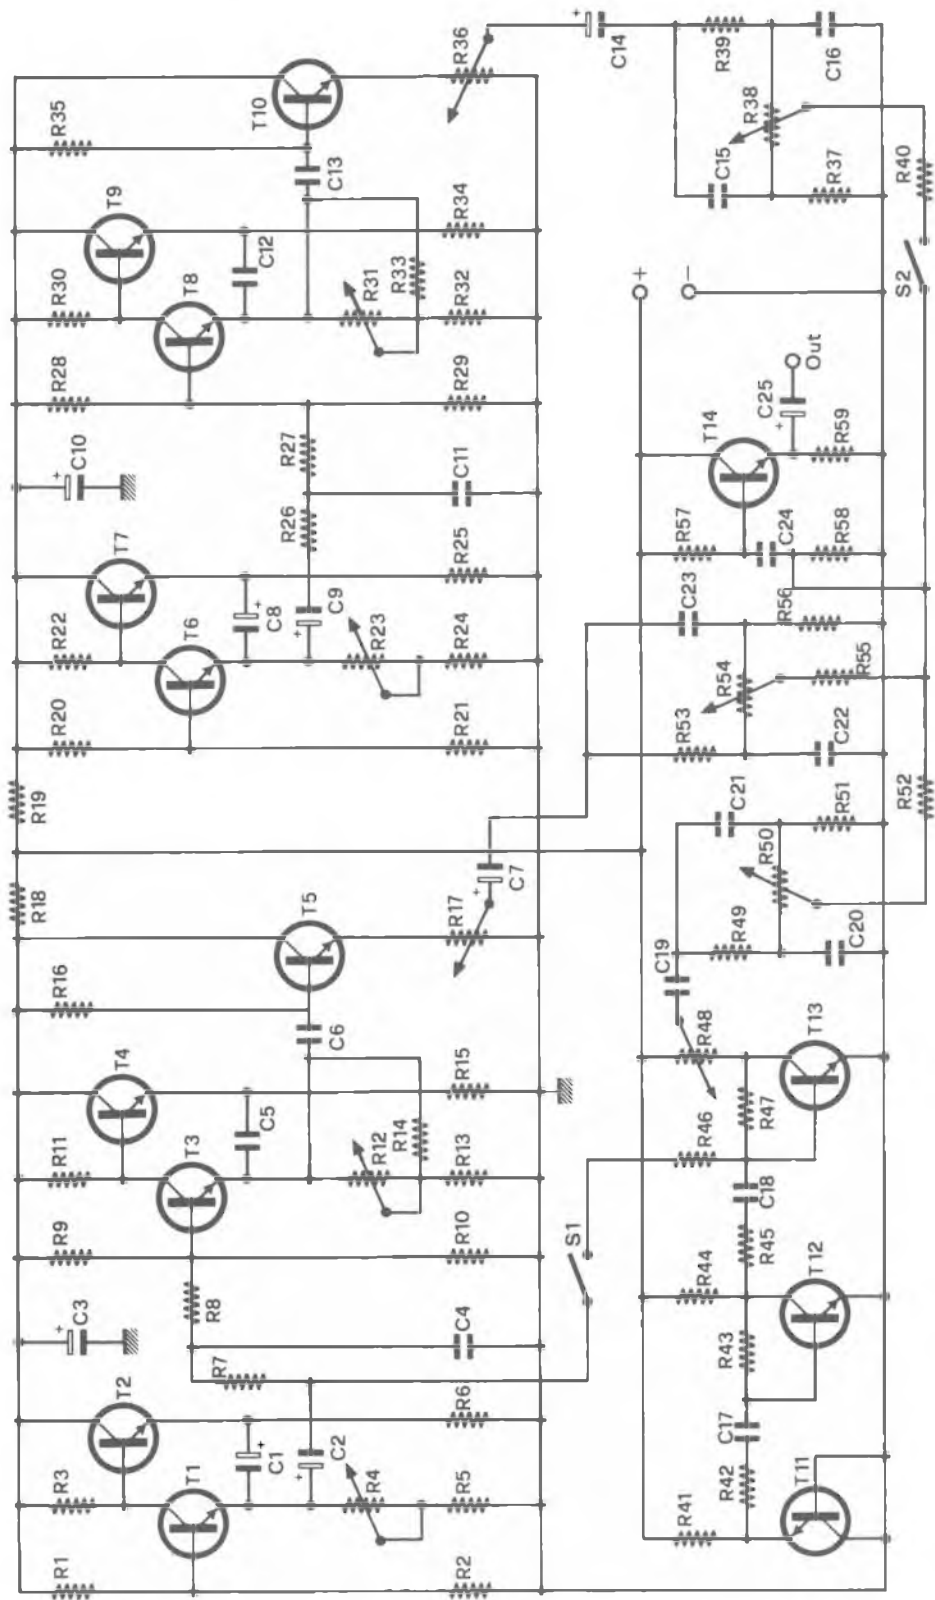 R1
R3
T1
T2
C1
C2
R4
R5
R2
R6
R7
C3
C4
R8
R9
R10
R11
T3
T4
C5
R12
R14
R13
R15
C6
R16
T5
R17
C7
R18
R19
R20
R22
T6
T7
C8
C9
R23
R24
R21
R25
C10
R26
R27
C11
R28
R30
T8
T9
C12
R31
R33
R29
R32
R34
C13
R35
T10
R36
+
+
+
+
+
+
+
+
C14
S1
R41
R42
T11
C17
R43
R44
T12
R45
C18
R46
R47
R48
T13
C19
R49
C20
R50
C21
R51
R52
R53
C22
R54
R55
C23
R56
R57
C24
R58
T14
R59
C25
+
Out
+
−
S2
R40
C15
R37
R38
R39
C16